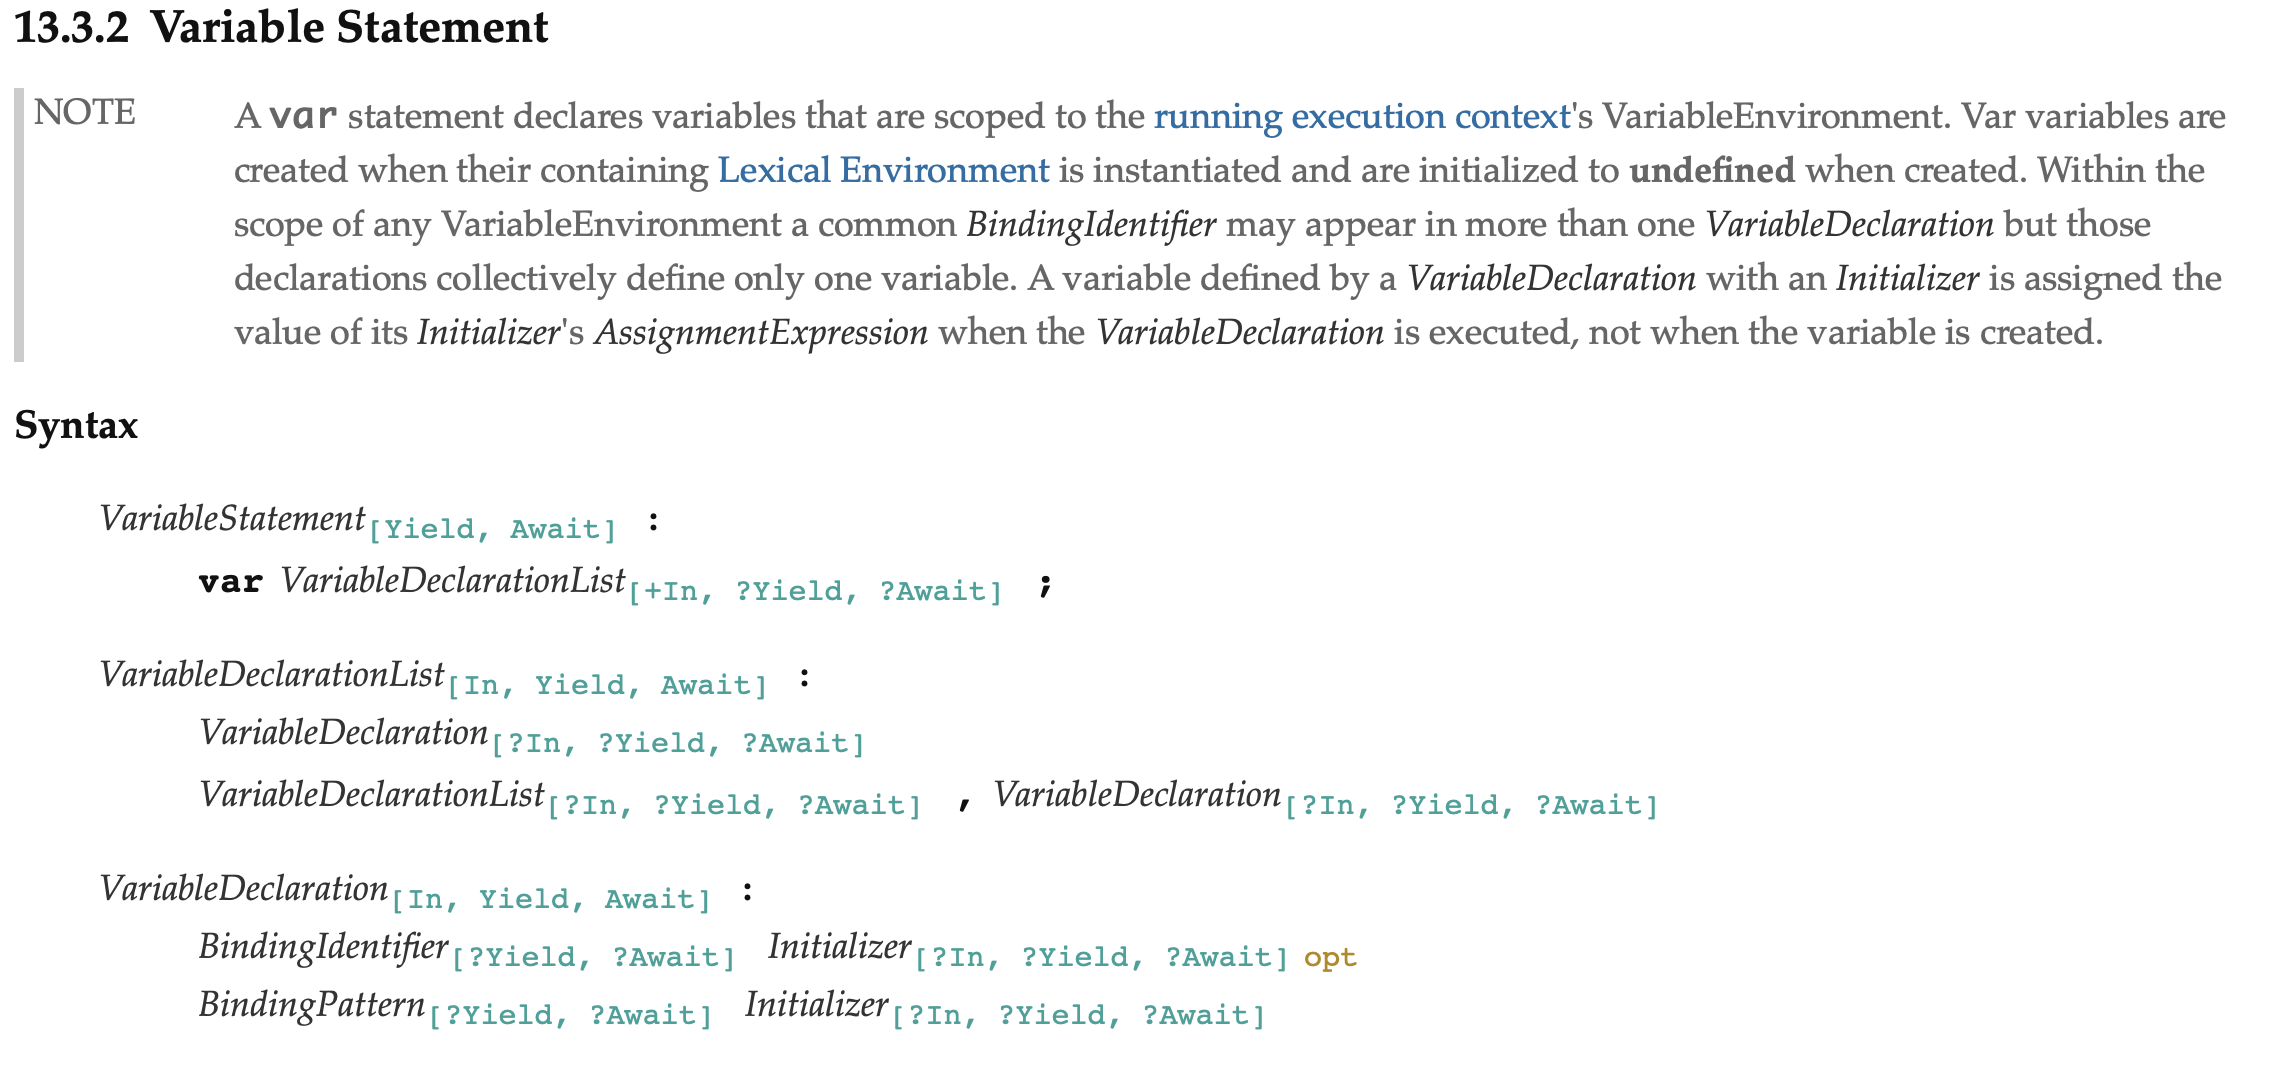 13.3.2 Variable Statement
NOTE
A var statement declares variables that are scoped to the running execution context's VariableEnvironment. Var variables are
created when their containing Lexical Environment is instantiated and are initialized to undefined when created. Within the
scope of any VariableEnvironment a common BindingIdentifier may appear in more than one VariableDeclaration but those
declarations collectively define only one variable. A variable defined by a VariableDeclaration with an Initializer is assigned the
value of its Initializer's AssignmentExpression when the VariableDeclaration is executed, not when the variable is created.
Syntax
VariableStatement[Yield, Await] :
var VariableDeclarationList[+In, ?Yield, ?Await] ;
VariableDeclarationList[In, Yield, Await] :
VariableDeclaration[?In, ?Yield, ?Await]
VariableDeclarationList[?In, ?Yield, ?Await] , VariableDeclaration[?In, ?Yield, ?Await]
VariableDeclaration[In, Yield, Await] :
BindingIdentifier[?Yield, ?Await] Initializer[?In, ?Yield, ?Await] opt
BindingPattern[?Yield, ?Await] Initializer[?In, ?Yield, ?Await]